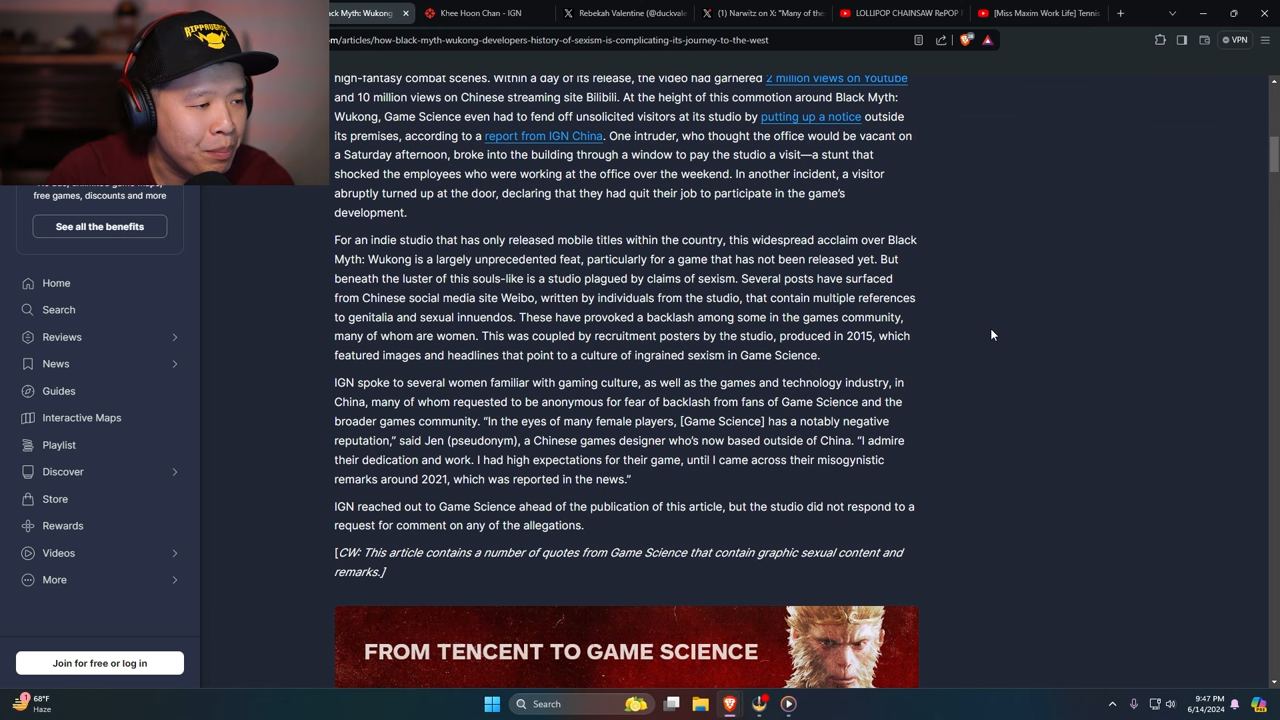 lack Myth: Wukong
Khee Hoon Chan - IGN
Rebekah Valentine (@duckvale
(1) Narwitz on X: "Many of the
LOLLIPOP CHAINSAW RePOP
[Miss Maxim Work Life] Tennis
om/articles/how-black-myth-wukong-developers-history-of-sexism-is-complicating-its-journey-to-the-west
VPN
high-fantasy combat scenes. Within a day of its release, the video had garnered 2 million views on Youtube
and 10 million views on Chinese streaming site Bilibili. At the height of this commotion around Black Myth:
Wukong, Game Science even had to fend off unsolicited visitors at its studio by putting up a notice outside
its premises, according to a report from IGN China. One intruder, who thought the office would be vacant on
a Saturday afternoon, broke into the building through a window to pay the studio a visit—a stunt that
shocked the employees who were working at the office over the weekend. In another incident, a visitor
abruptly turned up at the door, declaring that they had quit their job to participate in the game's
development.
For an indie studio that has only released mobile titles within the country, this widespread acclaim over Black
Myth: Wukong is a largely unprecedented feat, particularly for a game that has not been released yet. But
beneath the luster of this souls-like is a studio plagued by claims of sexism. Several posts have surfaced
from Chinese social media site Weibo, written by individuals from the studio, that contain multiple references
to genitalia and sexual innuendos. These have provoked a backlash among some in the games community,
many of whom are women. This was coupled by recruitment posters by the studio, produced in 2015, which
featured images and headlines that point to a culture of ingrained sexism in Game Science.
IGN spoke to several women familiar with gaming culture, as well as the games and technology industry, in
China, many of whom requested to be anonymous for fear of backlash from fans of Game Science and the
broader games community. “In the eyes of many female players, [Game Science] has a notably negative
reputation,” said Jen (pseudonym), a Chinese games designer who's now based outside of China. “I admire
their dedication and work. I had high expectations for their game, until I came across their misogynistic
remarks around 2021, which was reported in the news.”
IGN reached out to Game Science ahead of the publication of this article, but the studio did not respond to a
request for comment on any of the allegations.
[CW: This article contains a number of quotes from Game Science that contain graphic sexual content and
remarks.]
FROM TENCENT TO GAME SCIENCE
free games, discounts and more
See all the benefits
Home
Search
Reviews
News
Guides
Interactive Maps
Playlist
Discover
Store
Rewards
Videos
More
Join for free or log in
68°F
Haze
Search
9:47 PM
6/14/2024